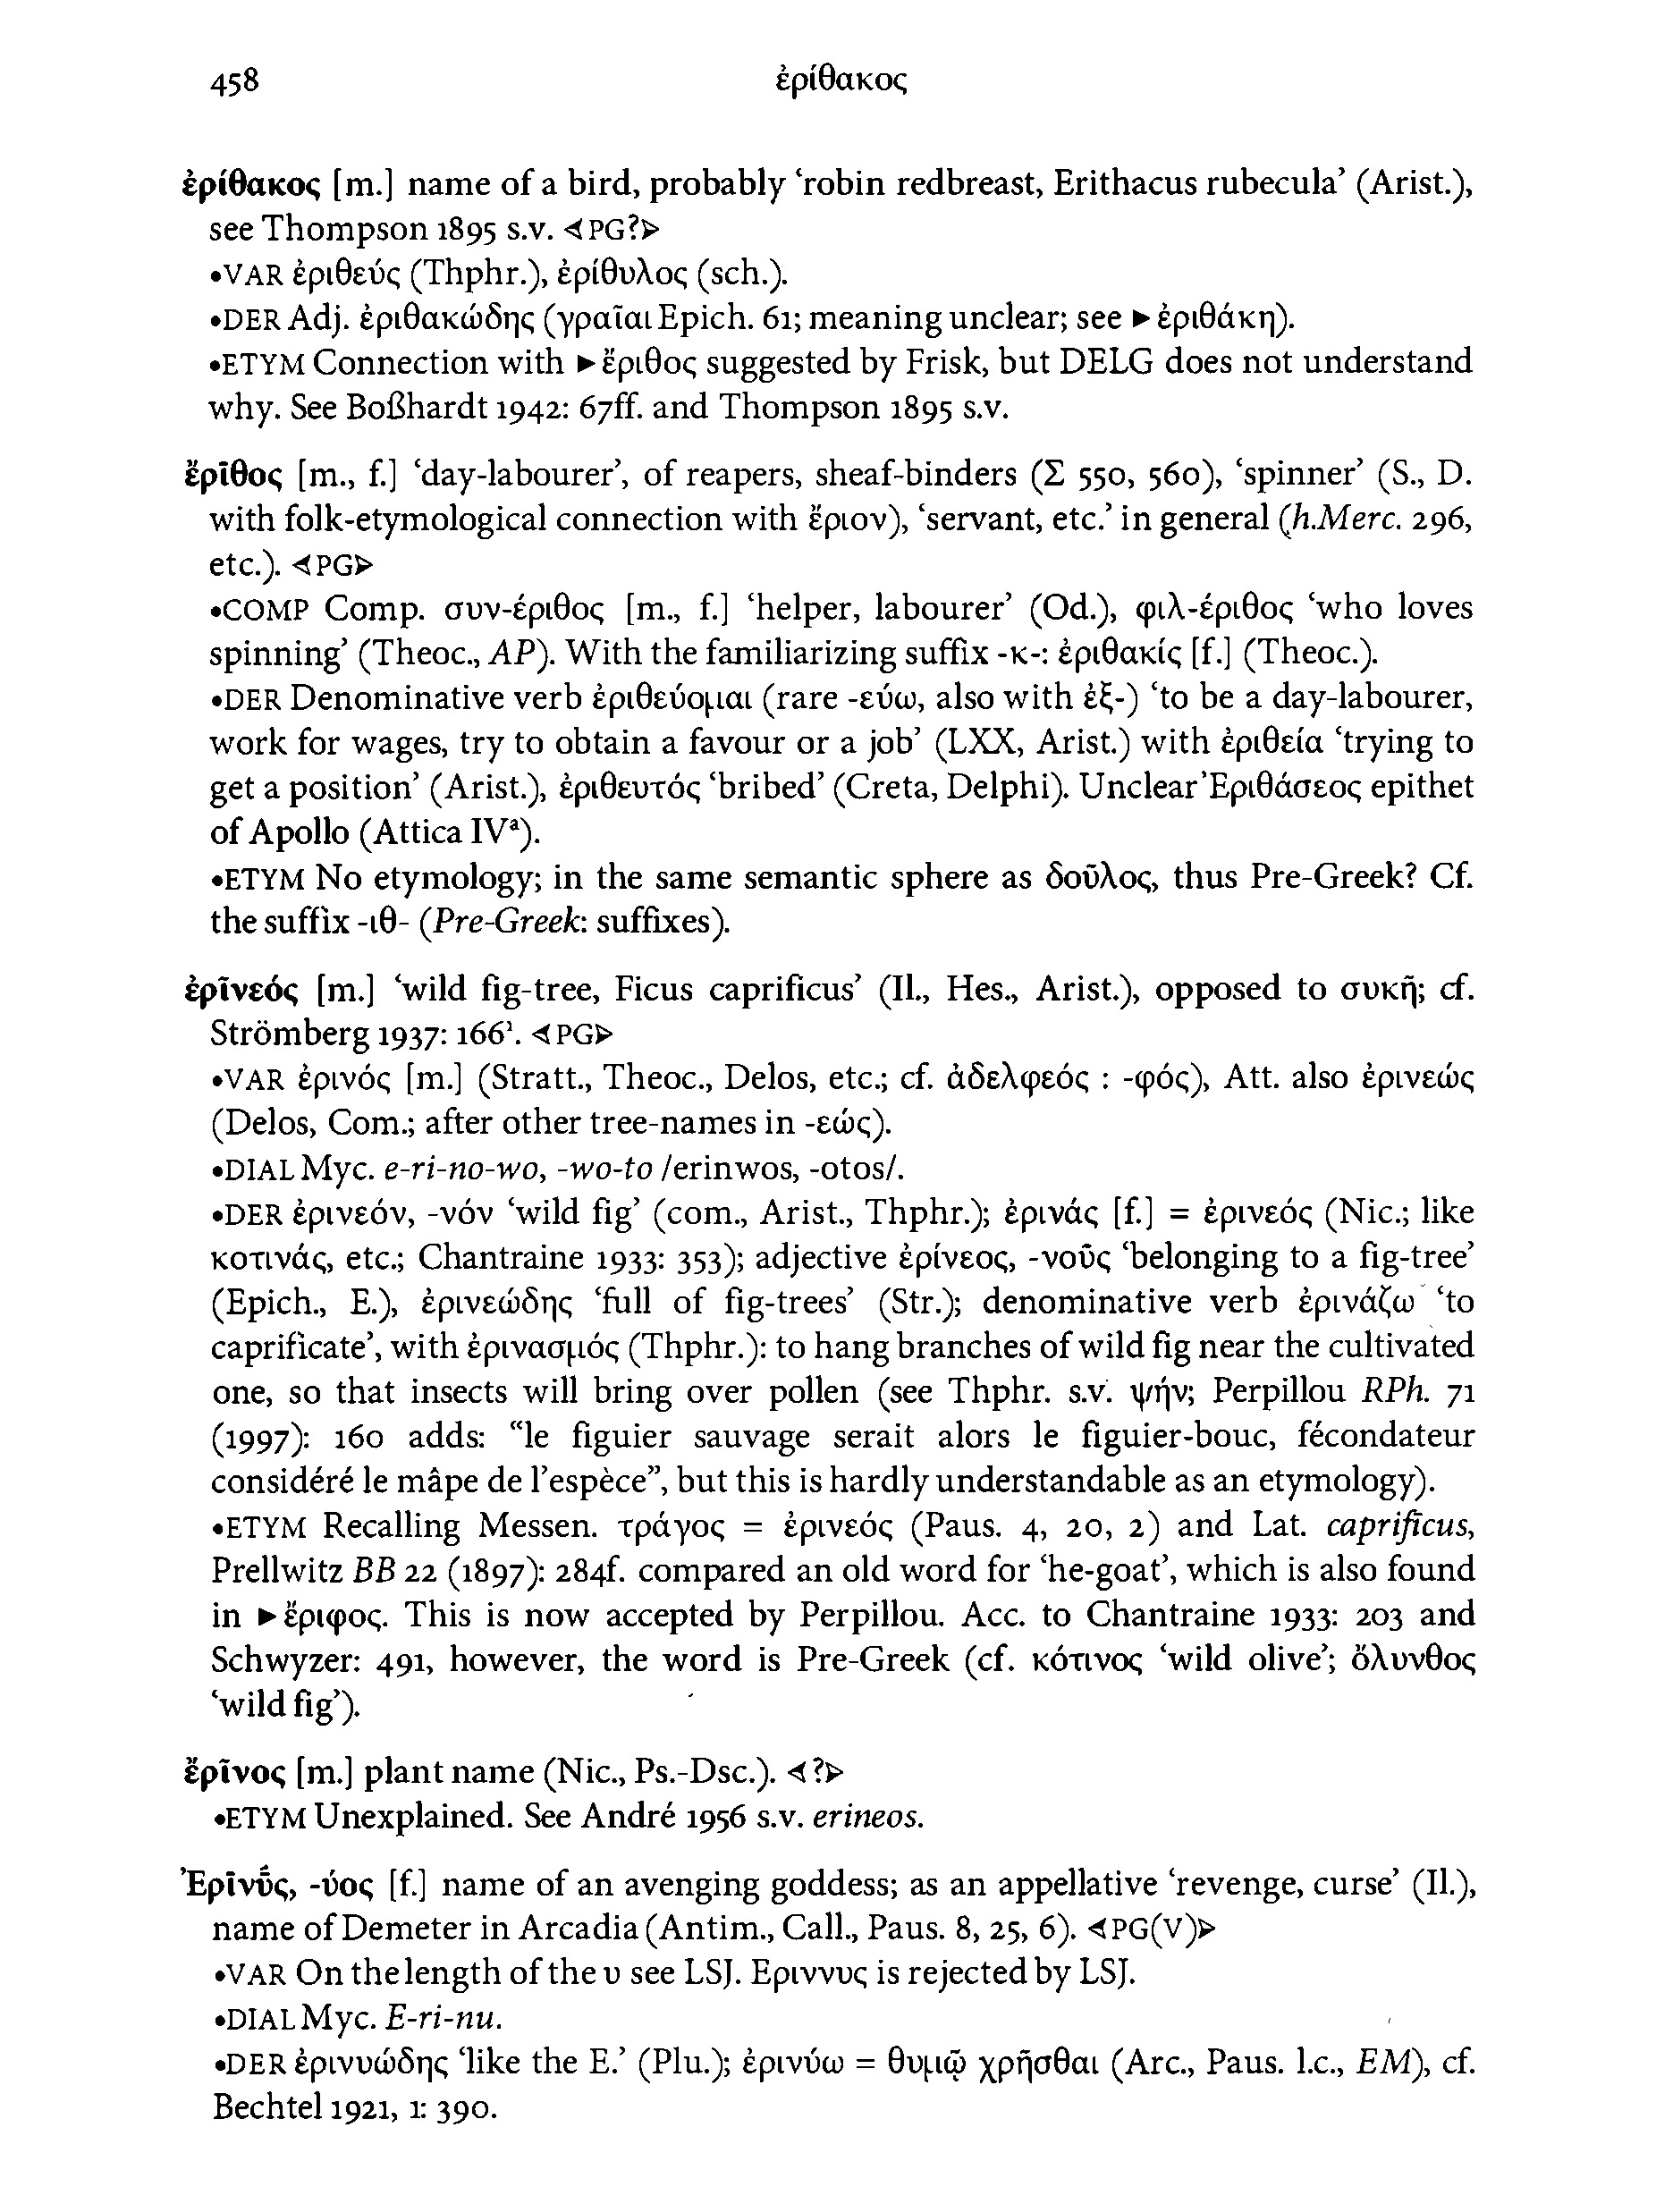 458 ἐρίθακος
ἐρίθακος [m.] name of a bird, probably ‘robin redbreast, Erithacus rubecula’ (Arist.),
see Thompson 1895 s.v. ⊲PG?⊳
•VAR ἐριθεύς (Thphr.), ἐρίθυλος (sch.).
•DER Adj. ἐριθακώδης (γραῖαι Epich. 61; meaning unclear; see ►ἐριθάκη).
•ETYM Connection with ►ἔριθος suggested by Frisk, but DELG does not understand
why. See Boßhardt 1942: 67ff. and Thompson 1895 s.v.
ἔρῑθος [m., f.] ‘day-labourer’, of reapers, sheaf-binders (Σ 550, 560), ‘spinner’ (S., D.
with folk-etymological connection with ἔριον), ‘servant, etc.’ in general (h.Merc. 296,
etc.). ⊲PG⊳
•COMP Comp. συν-έριθος [m., f.] ‘helper, labourer’ (Od.), φιλ-έριθος ‘who loves
spinning’ (Theoc., AP). With the familiarizing suffix -κ-: ἐριθακίς [f.] (Theoc.).
•DER Denominative verb ἐριθεύομαι (rare -εύω, also with ἐξ-) ‘to be a day-labourer,
work for wages, try to obtain a favour or a job’ (LXX, Arist.) with ἐριθεία ‘trying to
get a position’ (Arist.), ἐριθευτός ‘bribed’ (Creta, Delphi). Unclear Ἐριθάσεος epithet
of Apollo (Attica IVᵃ).
•ETYM No etymology; in the same semantic sphere as δοῦλος, thus Pre-Greek? Cf.
the suffix -ιθ- (Pre-Greek: suffixes).
ἐρῑνεός [m.] ‘wild fig-tree, Ficus caprificus’ (Il., Hes., Arist.), opposed to συκῆ; cf.
Strömberg 1937: 166¹. ⊲PG⊳
•VAR ἐρινός [m.] (Stratt., Theoc., Delos, etc.; cf. ἀδελφεός : -φός), Att. also ἐρινεώς
(Delos, Com.; after other tree-names in -εώς).
•DIAL Myc. e-ri-no-wo, -wo-to /erinwos, -otos/.
•DER ἐρινεόν, -νόν ‘wild fig’ (com., Arist., Thphr.); ἐρινάς [f.] = ἐρινεός (Nic.; like
κοτινάς, etc.; Chantraine 1933: 353); adjective ἐρίνεος, -νοῦς ‘belonging to a fig-tree’
(Epich., E.), ἐρινεώδης ‘full of fig-trees’ (Str.); denominative verb ἐρινάζω ‘to
caprificate’, with ἐρινασμός (Thphr.): to hang branches of wild fig near the cultivated
one, so that insects will bring over pollen (see Thphr. s.v. ψήν; Perpillou RPh. 71
(1997): 160 adds: “le figuier sauvage serait alors le figuier-bouc, fécondateur
considéré le mâpe de l’espèce”, but this is hardly understandable as an etymology).
•ETYM Recalling Messen. τράγος = ἐρινεός (Paus. 4, 20, 2) and Lat. caprificus,
Prellwitz BB 22 (1897): 284f. compared an old word for ‘he-goat’, which is also found
in ►ἔριφος. This is now accepted by Perpillou. Acc. to Chantraine 1933: 203 and
Schwyzer: 491, however, the word is Pre-Greek (cf. κότινος ‘wild olive’; ὄλυνθος
‘wild fig’).
ἔρῑνος [m.] plant name (Nic., Ps.-Dsc.). ⊲?⊳
•ETYM Unexplained. See André 1956 s.v. erineos.
Ἐρῑνῡ́ς, -ύος [f.] name of an avenging goddess; as an appellative ‘revenge, curse’ (Il.),
name of Demeter in Arcadia (Antim., Call., Paus. 8, 25, 6). ⊲PG(V)⊳
•VAR On the length of the υ see LSJ. Εριννυς is rejected by LSJ.
•DIAL Myc. E-ri-nu.
•DER ἐρινυώδης ‘like the E.’ (Plu.); ἐρινύω = θυμῷ χρῆσθαι (Arc., Paus. l.c., EM), cf.
Bechtel 1921, 1: 390.